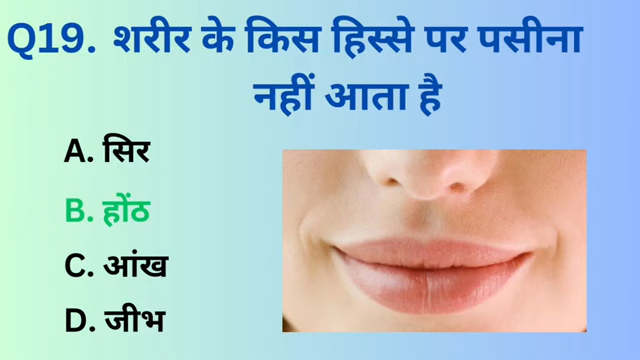 Q19. शरीर के किस हिस्से पर पसीना
नहीं आता है
A. सिर
B. होंठ
C. आंख
D. जीभ